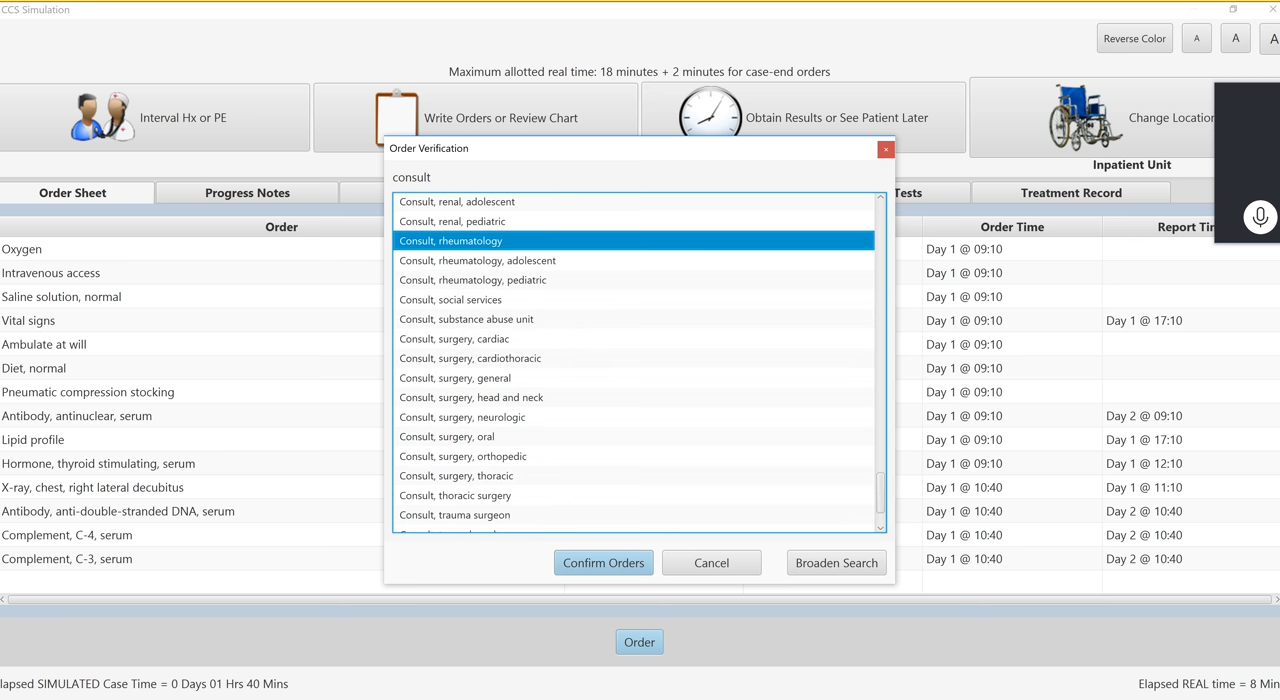 CCS Simulation
Reverse Color A A A
Maximum allotted real time: 18 minutes + 2 minutes for case-end orders
Interval Hx or PE Write Orders or Review Chart Obtain Results or See Patient Later Change Location
Inpatient Unit
Order Sheet Progress Notes Tests Treatment Record
Order Order Time Report Tim
Oxygen Day 1 @ 09:10
Intravenous access Day 1 @ 09:10
Saline solution, normal Day 1 @ 09:10
Vital signs Day 1 @ 09:10 Day 1 @ 17:10
Ambulate at will Day 1 @ 09:10
Diet, normal Day 1 @ 09:10
Pneumatic compression stocking Day 1 @ 09:10
Antibody, antinuclear, serum Day 1 @ 09:10 Day 2 @ 09:10
Lipid profile Day 1 @ 09:10 Day 1 @ 17:10
Hormone, thyroid stimulating, serum Day 1 @ 09:10 Day 1 @ 12:10
X-ray, chest, right lateral decubitus Day 1 @ 10:40 Day 1 @ 11:10
Antibody, anti-double-stranded DNA, serum Day 1 @ 10:40 Day 2 @ 09:10
Complement, C-4, serum Day 1 @ 10:40 Day 2 @ 09:10
Complement, C-3, serum Day 1 @ 10:40 Day 2 @ 09:10
Order Verification
consult
Consult, renal, adolescent
Consult, renal, pediatric
Consult, rheumatology
Consult, rheumatology, adolescent
Consult, rheumatology, pediatric
Consult, social services
Consult, substance abuse unit
Consult, surgery, cardiac
Consult, surgery, cardiothoracic
Consult, surgery, general
Consult, surgery, head and neck
Consult, surgery, neurologic
Consult, surgery, oral
Consult, surgery, orthopedic
Consult, surgery, thoracic
Consult, thoracic surgery
Consult, trauma surgeon
Confirm Orders Cancel Broaden Search
Order
lapsed SIMULATED Case Time = 0 Days 01 Hrs 40 Mins Elapsed REAL time = 8 Min